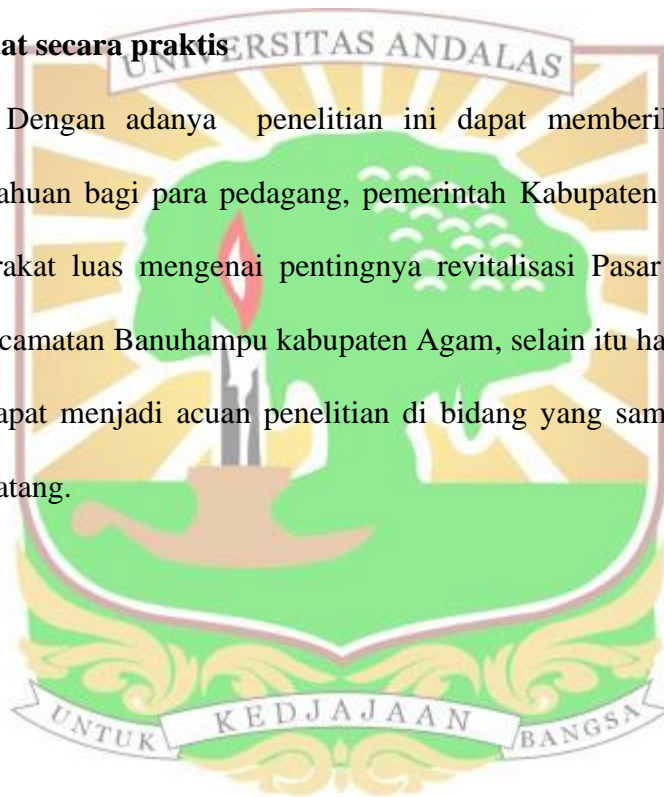 at secara praktis
UNIVERSITAS ANDALAS
Dengan adanya penelitian ini dapat memberi
ahuan bagi para pedagang, pemerintah Kabupaten
rakat luas mengenai pentingnya revitalisasi Pasar
camatan Banuhampu kabupaten Agam, selain itu ha
apat menjadi acuan penelitian di bidang yang sam
atang.
UNTUK KEDJAJAAN BANGSA